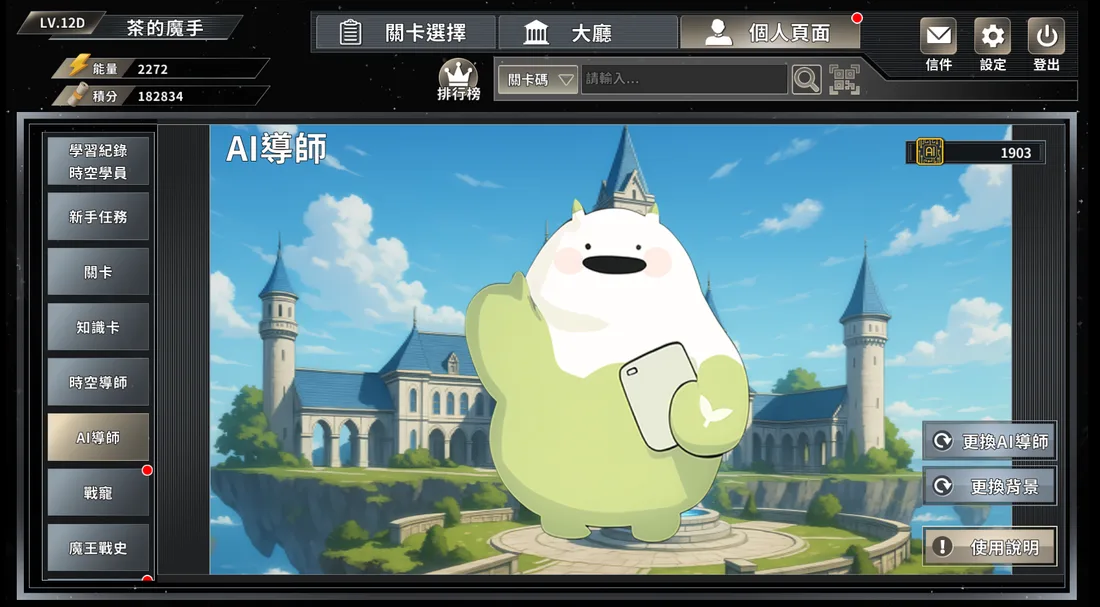 LV.12D
茶的魔手
能量
2272
積分
182834
關卡選擇
大廳
個人頁面
信件
設定
登出
排行榜
關卡碼
請輸入...
AI導師
AI
1903
學習紀錄
時空學員
新手任務
關卡
知識卡
時空導師
AI導師
戰寵
魔王戰史
更換AI導師
更換背景
使用說明